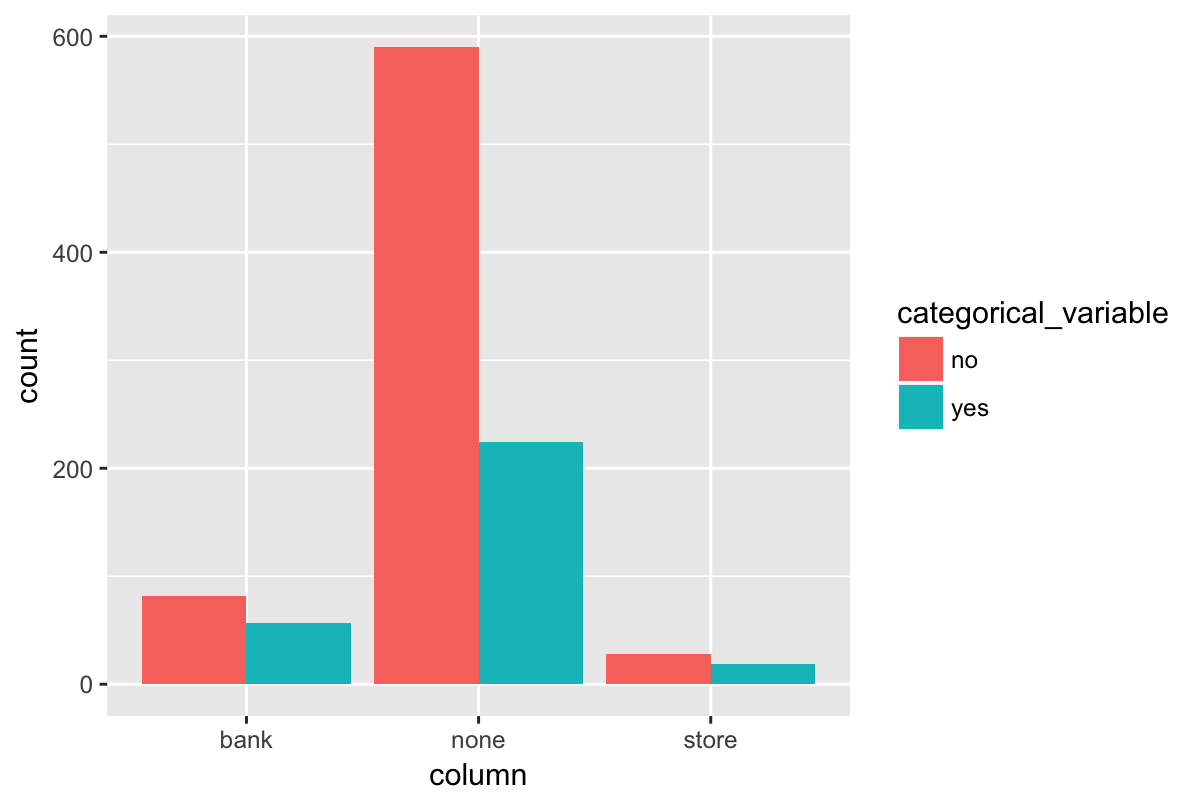 600
400
200
0
count
bank none store
column
categorical_variable
no
yes